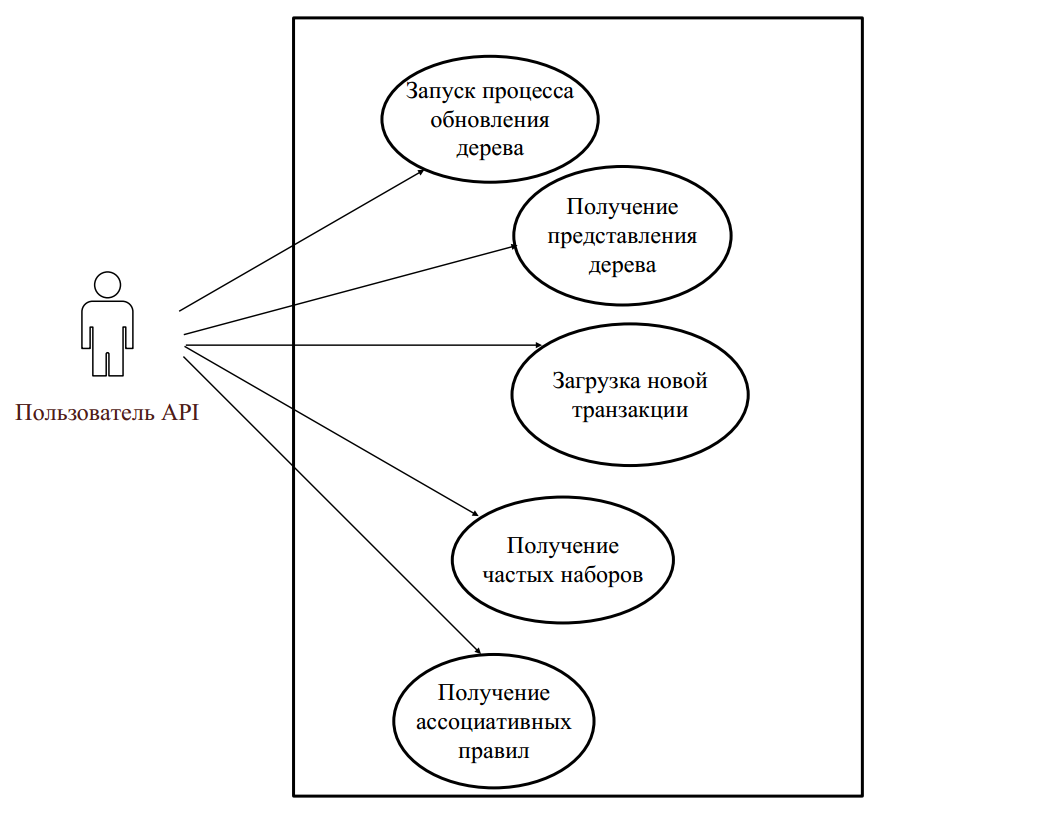 Запуск процесса
обновления
дерева
Получение
представления
дерева
Пользователь API
Загрузка новой
транзакции
Получение
частых наборов
Получение
ассоциативных
правил